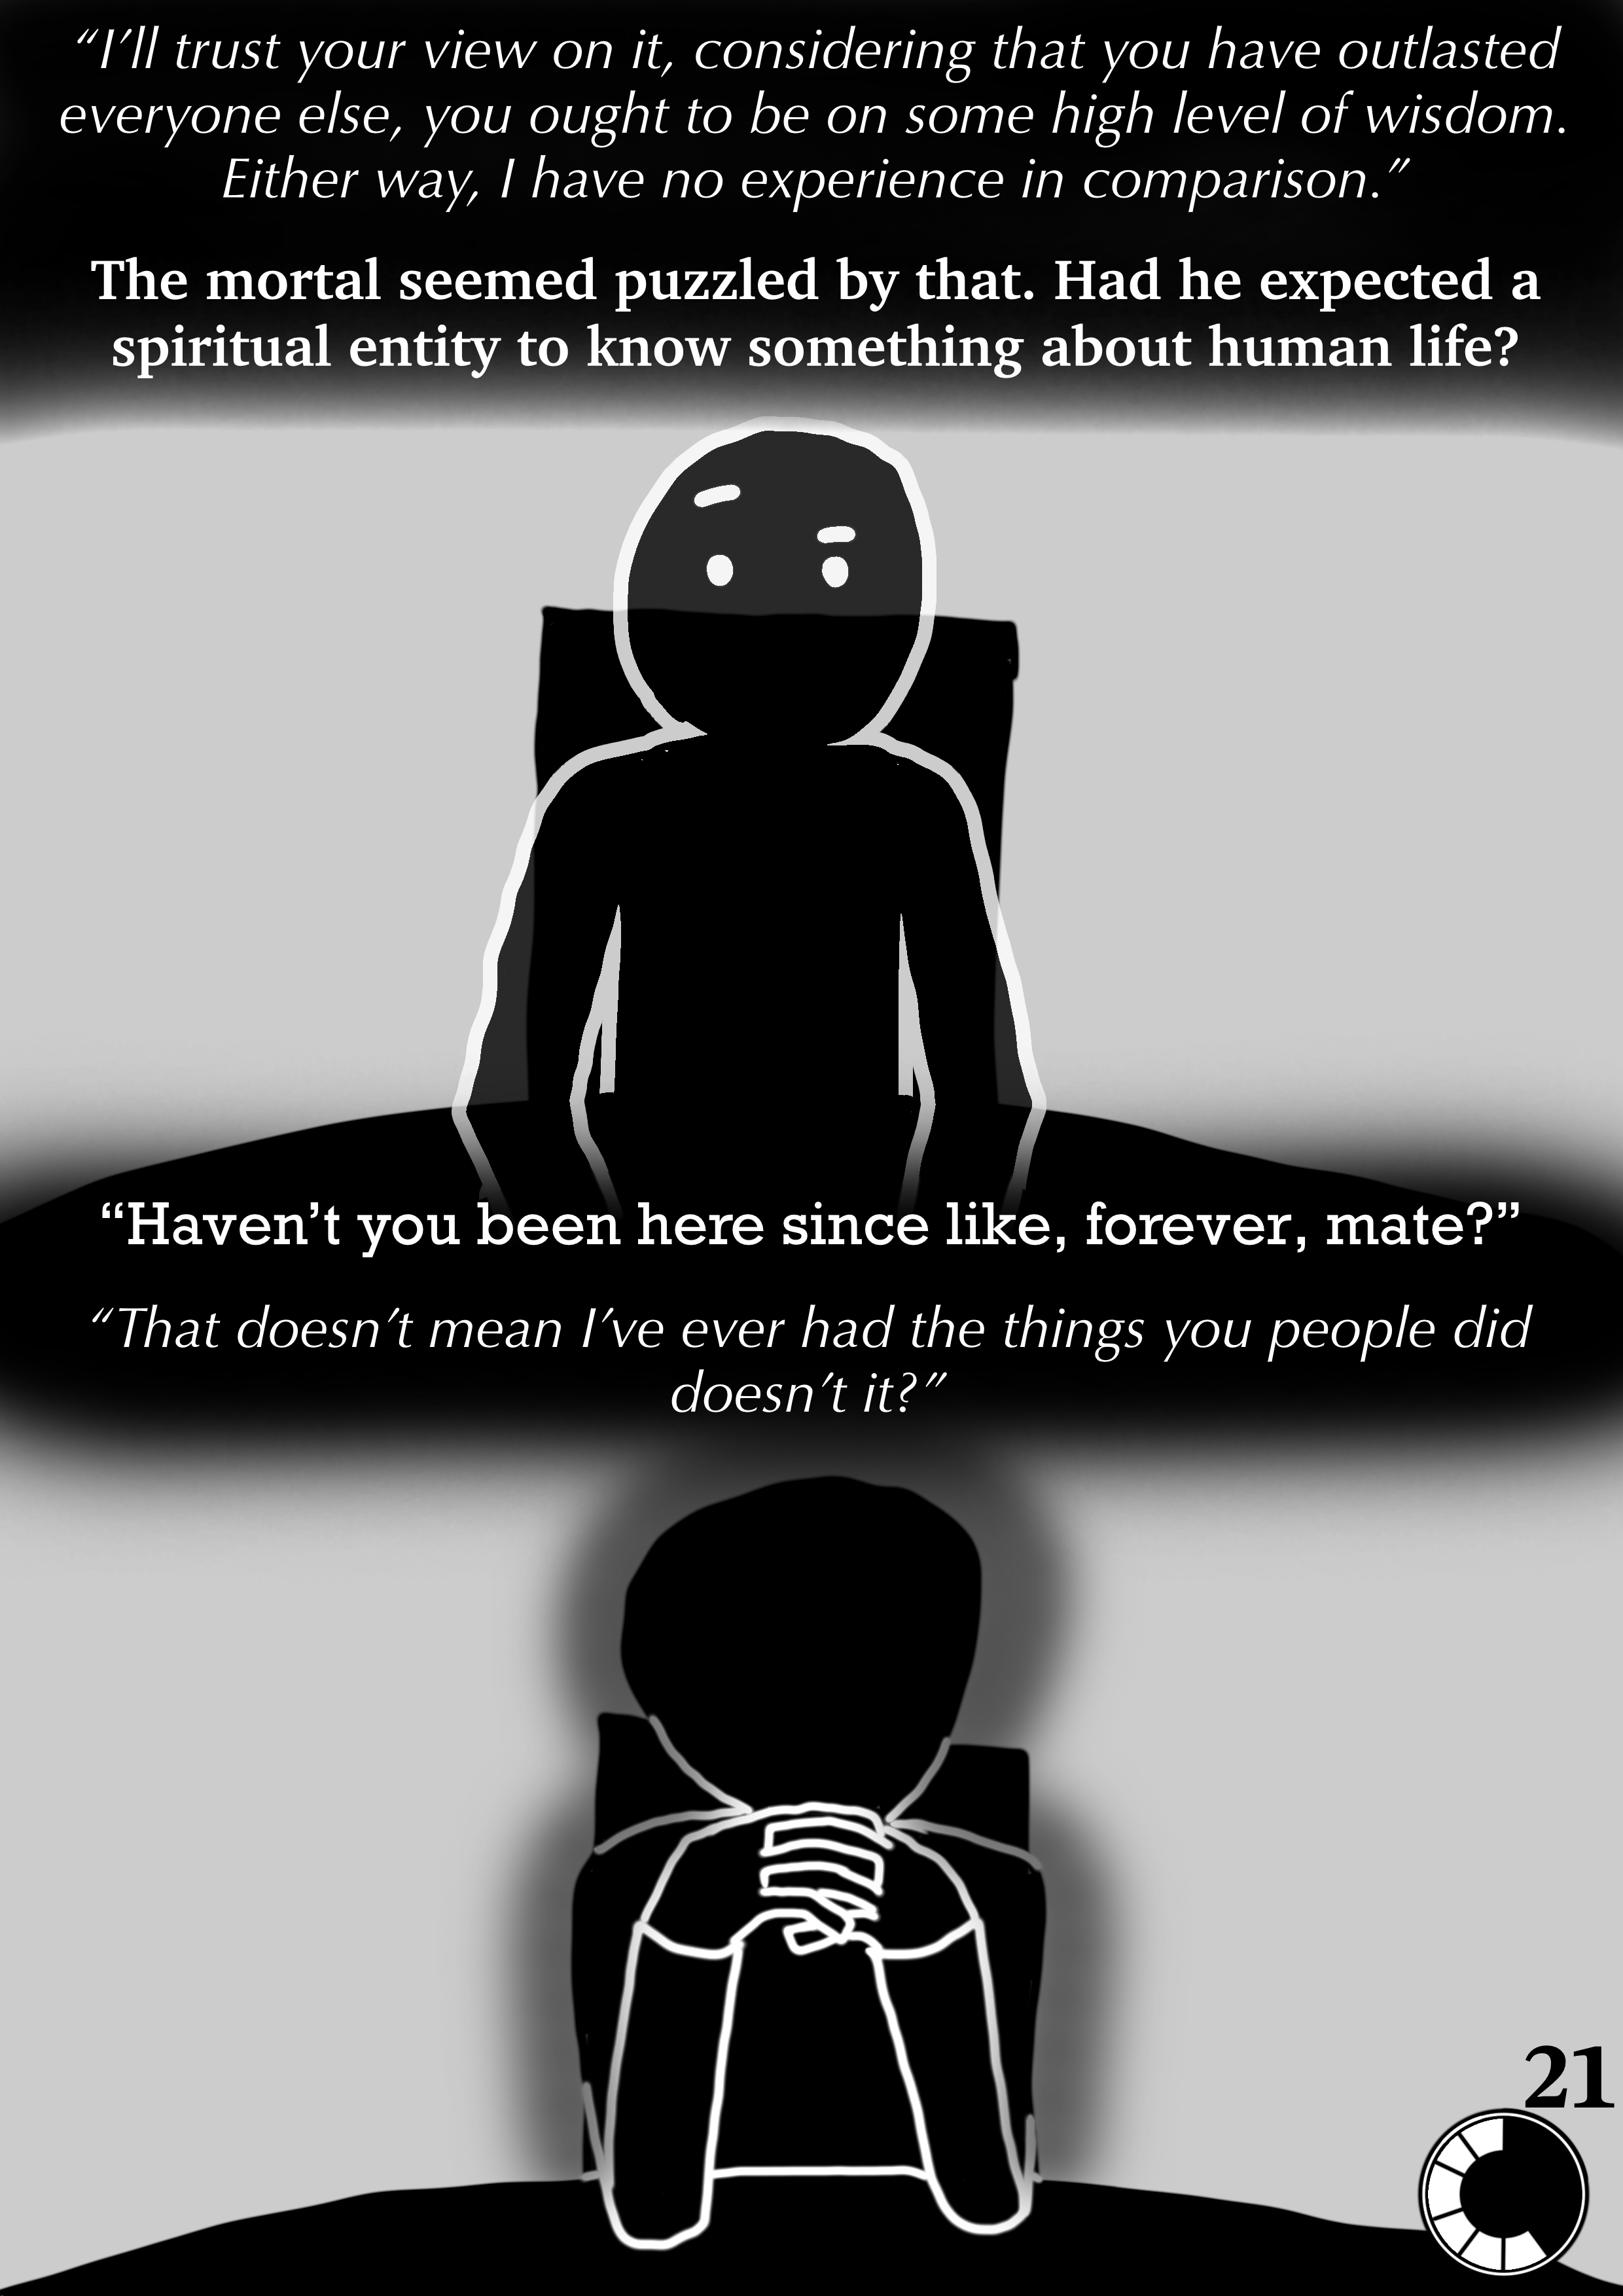 “I’ll trust your view on it, considering that you have outlasted
everyone else, you ought to be on some high level of wisdom.
Either way, I have no experience in comparison.”
The mortal seemed puzzled by that. Had he expected a
spiritual entity to know something about human life?
“Haven’t you been here since like, forever, mate?”
“That doesn’t mean I’ve ever had the things you people did
doesn’t it?”
21